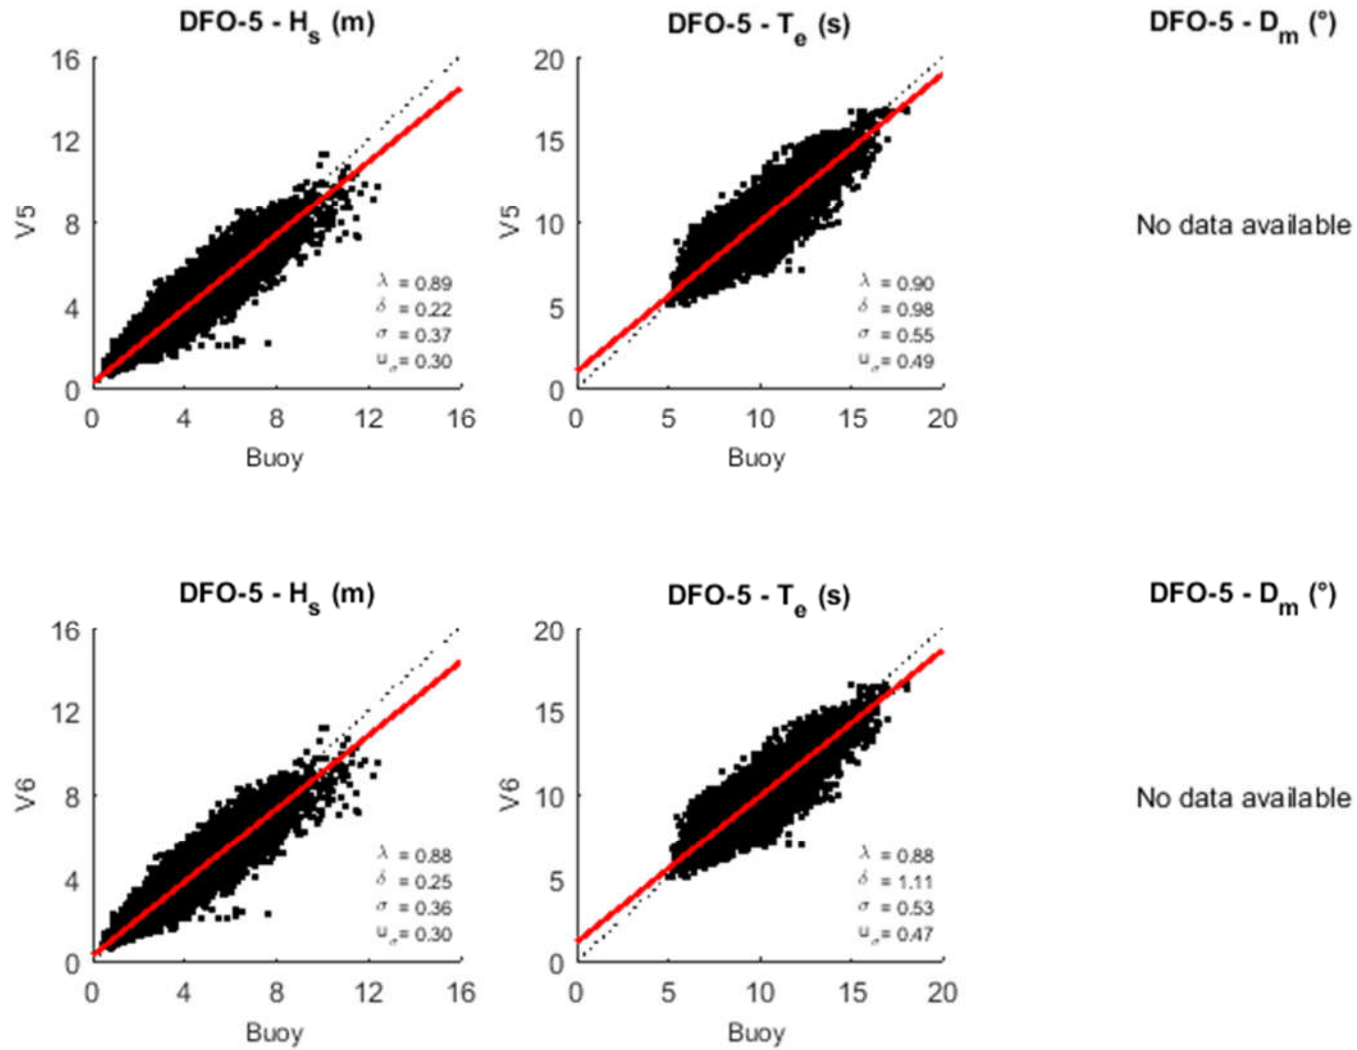 DFO-5 - Hs (m)
16
12
8
4
0
V5
λ = 0.89
δ = 0.22
σ = 0.37
uσ = 0.30
0 4 8 12 16
Buoy
DFO-5 - Te (s)
20
15
10
5
0
V5
λ = 0.90
δ = 0.98
σ = 0.55
uσ = 0.49
0 5 10 15 20
Buoy
DFO-5 - Dm (°)
No data available
DFO-5 - Hs (m)
16
12
8
4
0
V6
λ = 0.88
δ = 0.25
σ = 0.36
uσ = 0.30
0 4 8 12 16
Buoy
DFO-5 - Te (s)
20
15
10
5
0
V6
λ = 0.88
δ = 1.11
σ = 0.53
uσ = 0.47
0 5 10 15 20
Buoy
DFO-5 - Dm (°)
No data available